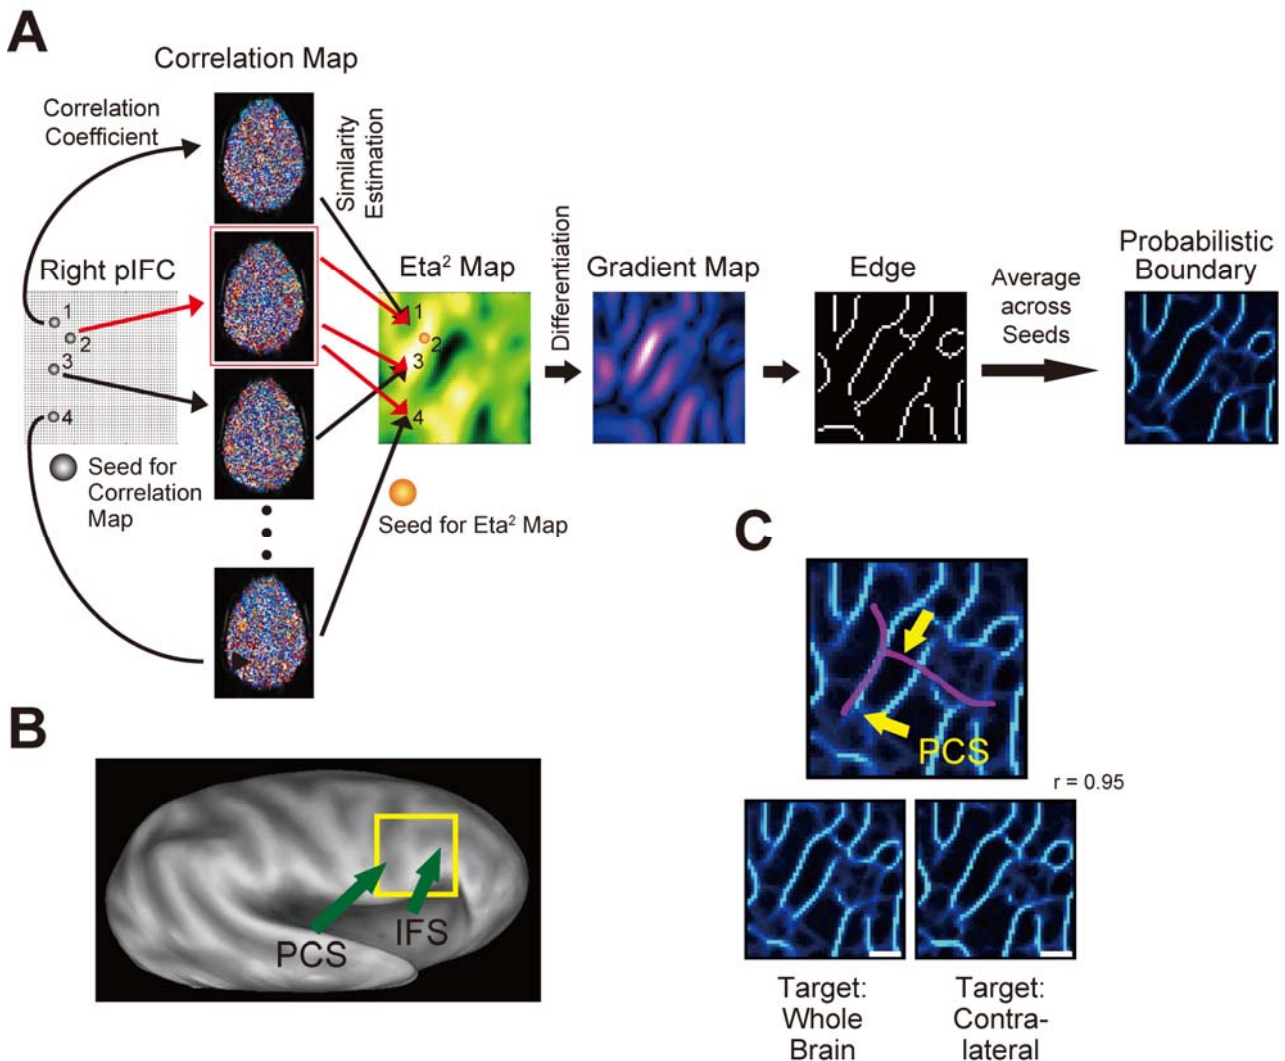 A
Correlation Map
Correlation
Coefficient
Similarity
Estimation
Right pIFC
1
2
3
4
Seed for
Correlation
Map
Eta² Map
1
2
3
4
Seed for Eta² Map
Differentiation
Gradient Map
Edge
Average
across
Seeds
Probabilistic
Boundary
B
PCS
IFS
C
PCS
r = 0.95
Target:
Whole
Brain
Target:
Contra-
lateral